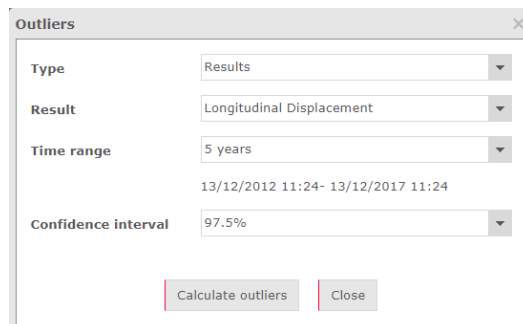 Outliers
Type Results
Result Longitudinal Displacement
Time range 5 years
13/12/2012 11:24- 13/12/2017 11:24
Confidence interval 97.5%
Calculate outliers Close